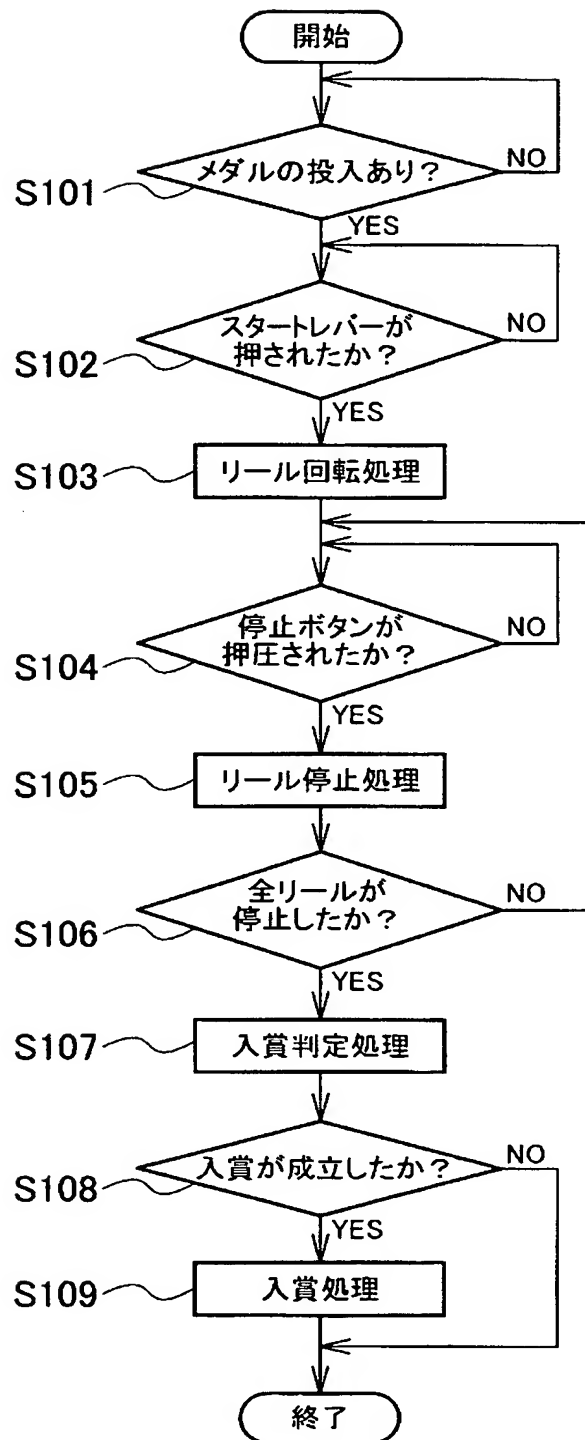 開始
メダルの投入あり？
NO
S101
YES
スタートレバーが
押されたか？
NO
S102
YES
リール回転処理
S103
停止ボタンが
押圧されたか？
NO
S104
YES
リール停止処理
S105
全リールが
停止したか？
NO
S106
YES
入賞判定処理
S107
入賞が成立したか？
NO
S108
YES
入賞処理
S109
終了